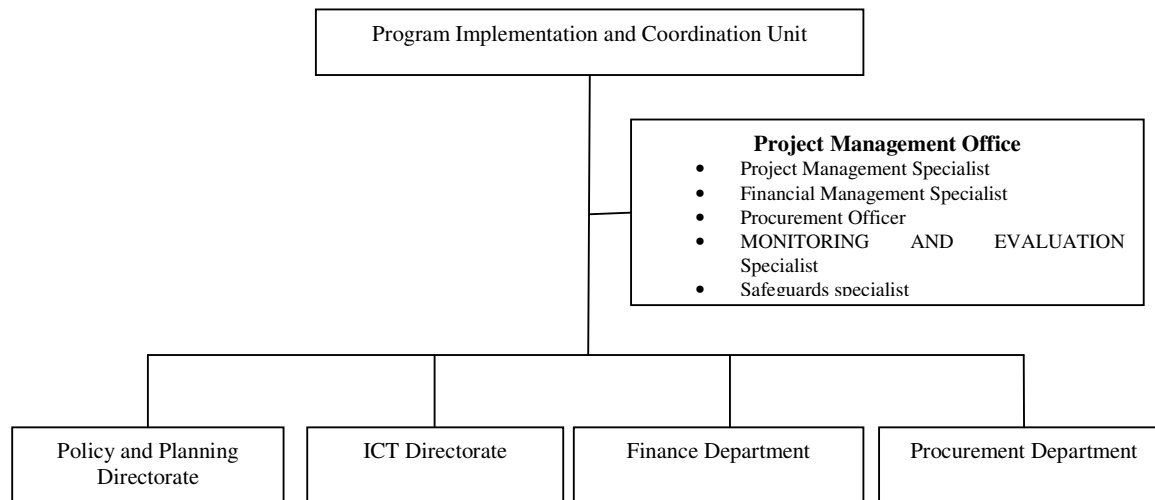 Program Implementation and Coordination Unit
Project Management Office
• Project Management Specialist
• Financial Management Specialist
• Procurement Officer
• MONITORING AND EVALUATION
Specialist
• Safeguards specialist
Policy and Planning
Directorate
ICT Directorate
Finance Department
Procurement Department